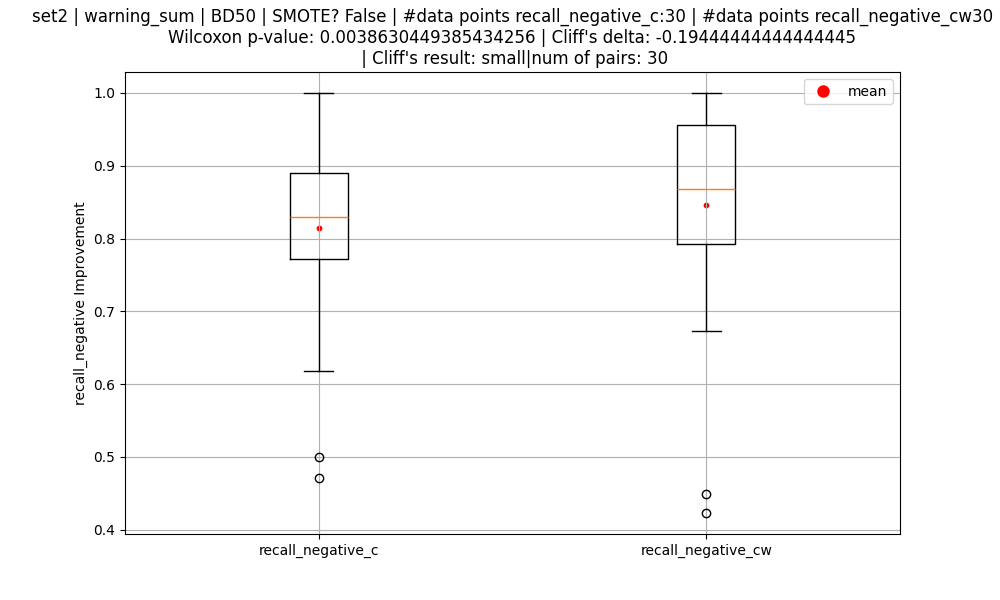 set2 | warning_sum | BD50 | SMOTE? False | #data points recall_negative_c:30 | #data points recall_negative_cw30
Wilcoxon p-value: 0.0038630449385434256 | Cliff's delta: -0.19444444444444445
| Cliff's result: small|num of pairs: 30
mean
1.0
0.9
0.8
0.7
0.6
0.5
0.4
recall_negative Improvement
recall_negative_c
recall_negative_cw